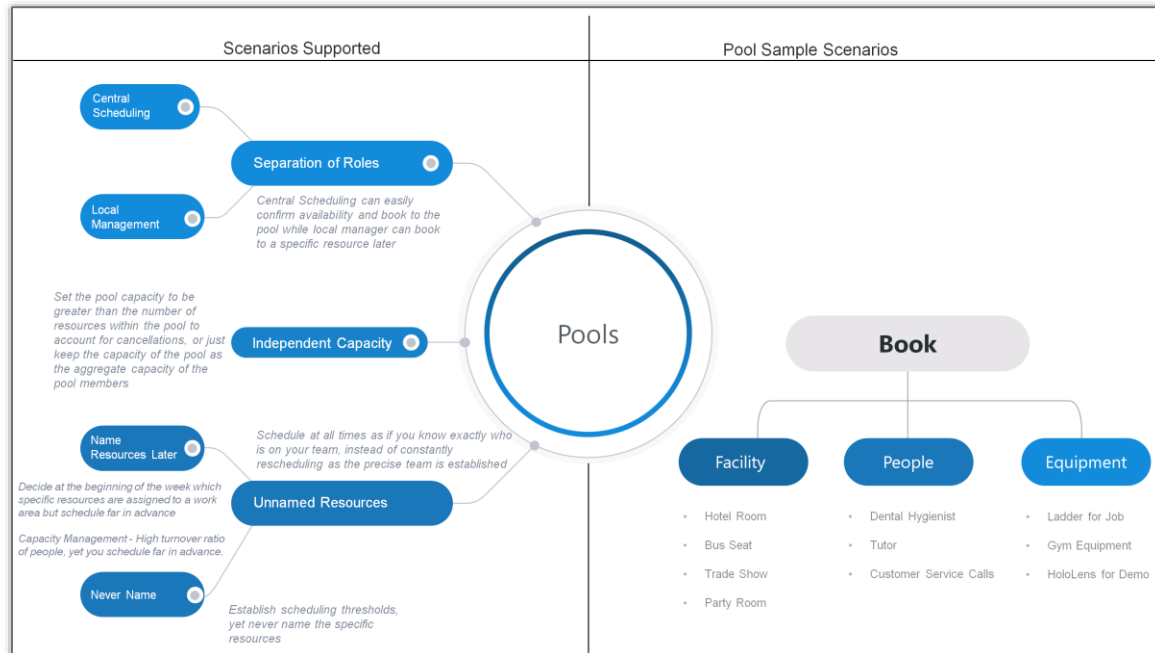 Scenarios Supported
Pool Sample Scenarios
Central
Scheduling
Separation of Roles
Local
Management
Central Scheduling can easily
confirm availability and book to the
pool while local manager can book
to a specific resource later
Set the pool capacity to be
greater than the number of
resources within the pool to
account for cancellations, or just
keep the capacity of the pool as
the aggregate capacity of the
pool members
Independent Capacity
Pools
Name
Resources Later
Schedule at all times as if you know exactly who
is on your team, instead of constantly
rescheduling as the precise team is established
Decide at the beginning of the week which
specific resources are assigned to a work
area but schedule far in advance
Unnamed Resources
Capacity Management - High turnover ratio
of people, yet you schedule far in advance.
Never Name
Establish scheduling thresholds,
yet never name the specific
resources
Book
Facility
Hotel Room
Bus Seat
Trade Show
Party Room
People
Dental Hygienist
Tutor
Customer Service Calls
Equipment
Ladder for Job
Gym Equipment
HoloLens for Demo